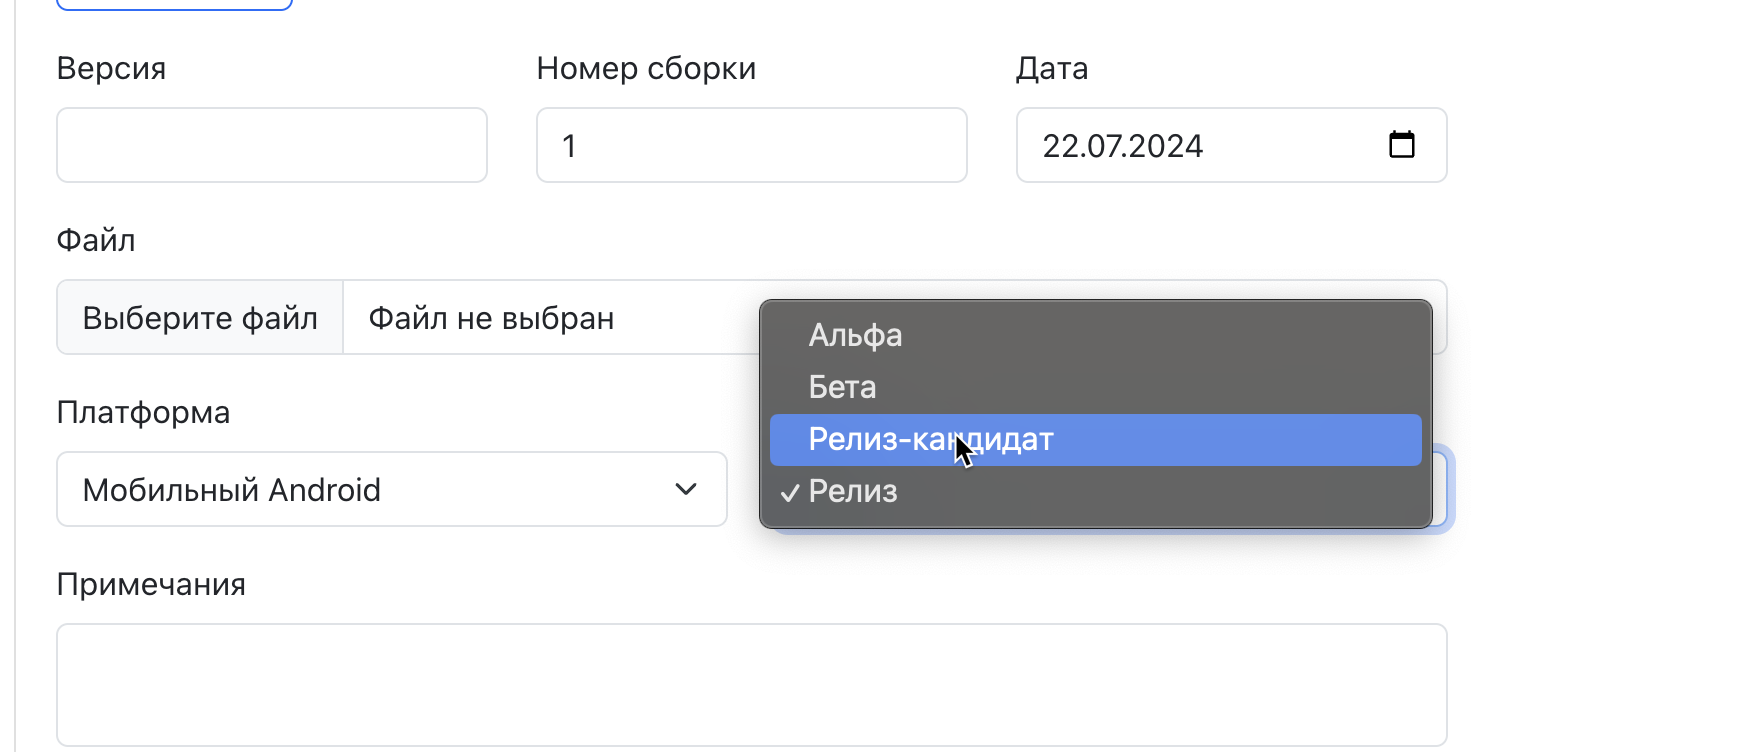 Версия
Номер сборки
Дата
1
22.07.2024
Файл
Выберите файл
Файл не выбран
Альфа
Бета
Релиз-кандидат
Релиз
Платформа
Мобильный Android
Примечания